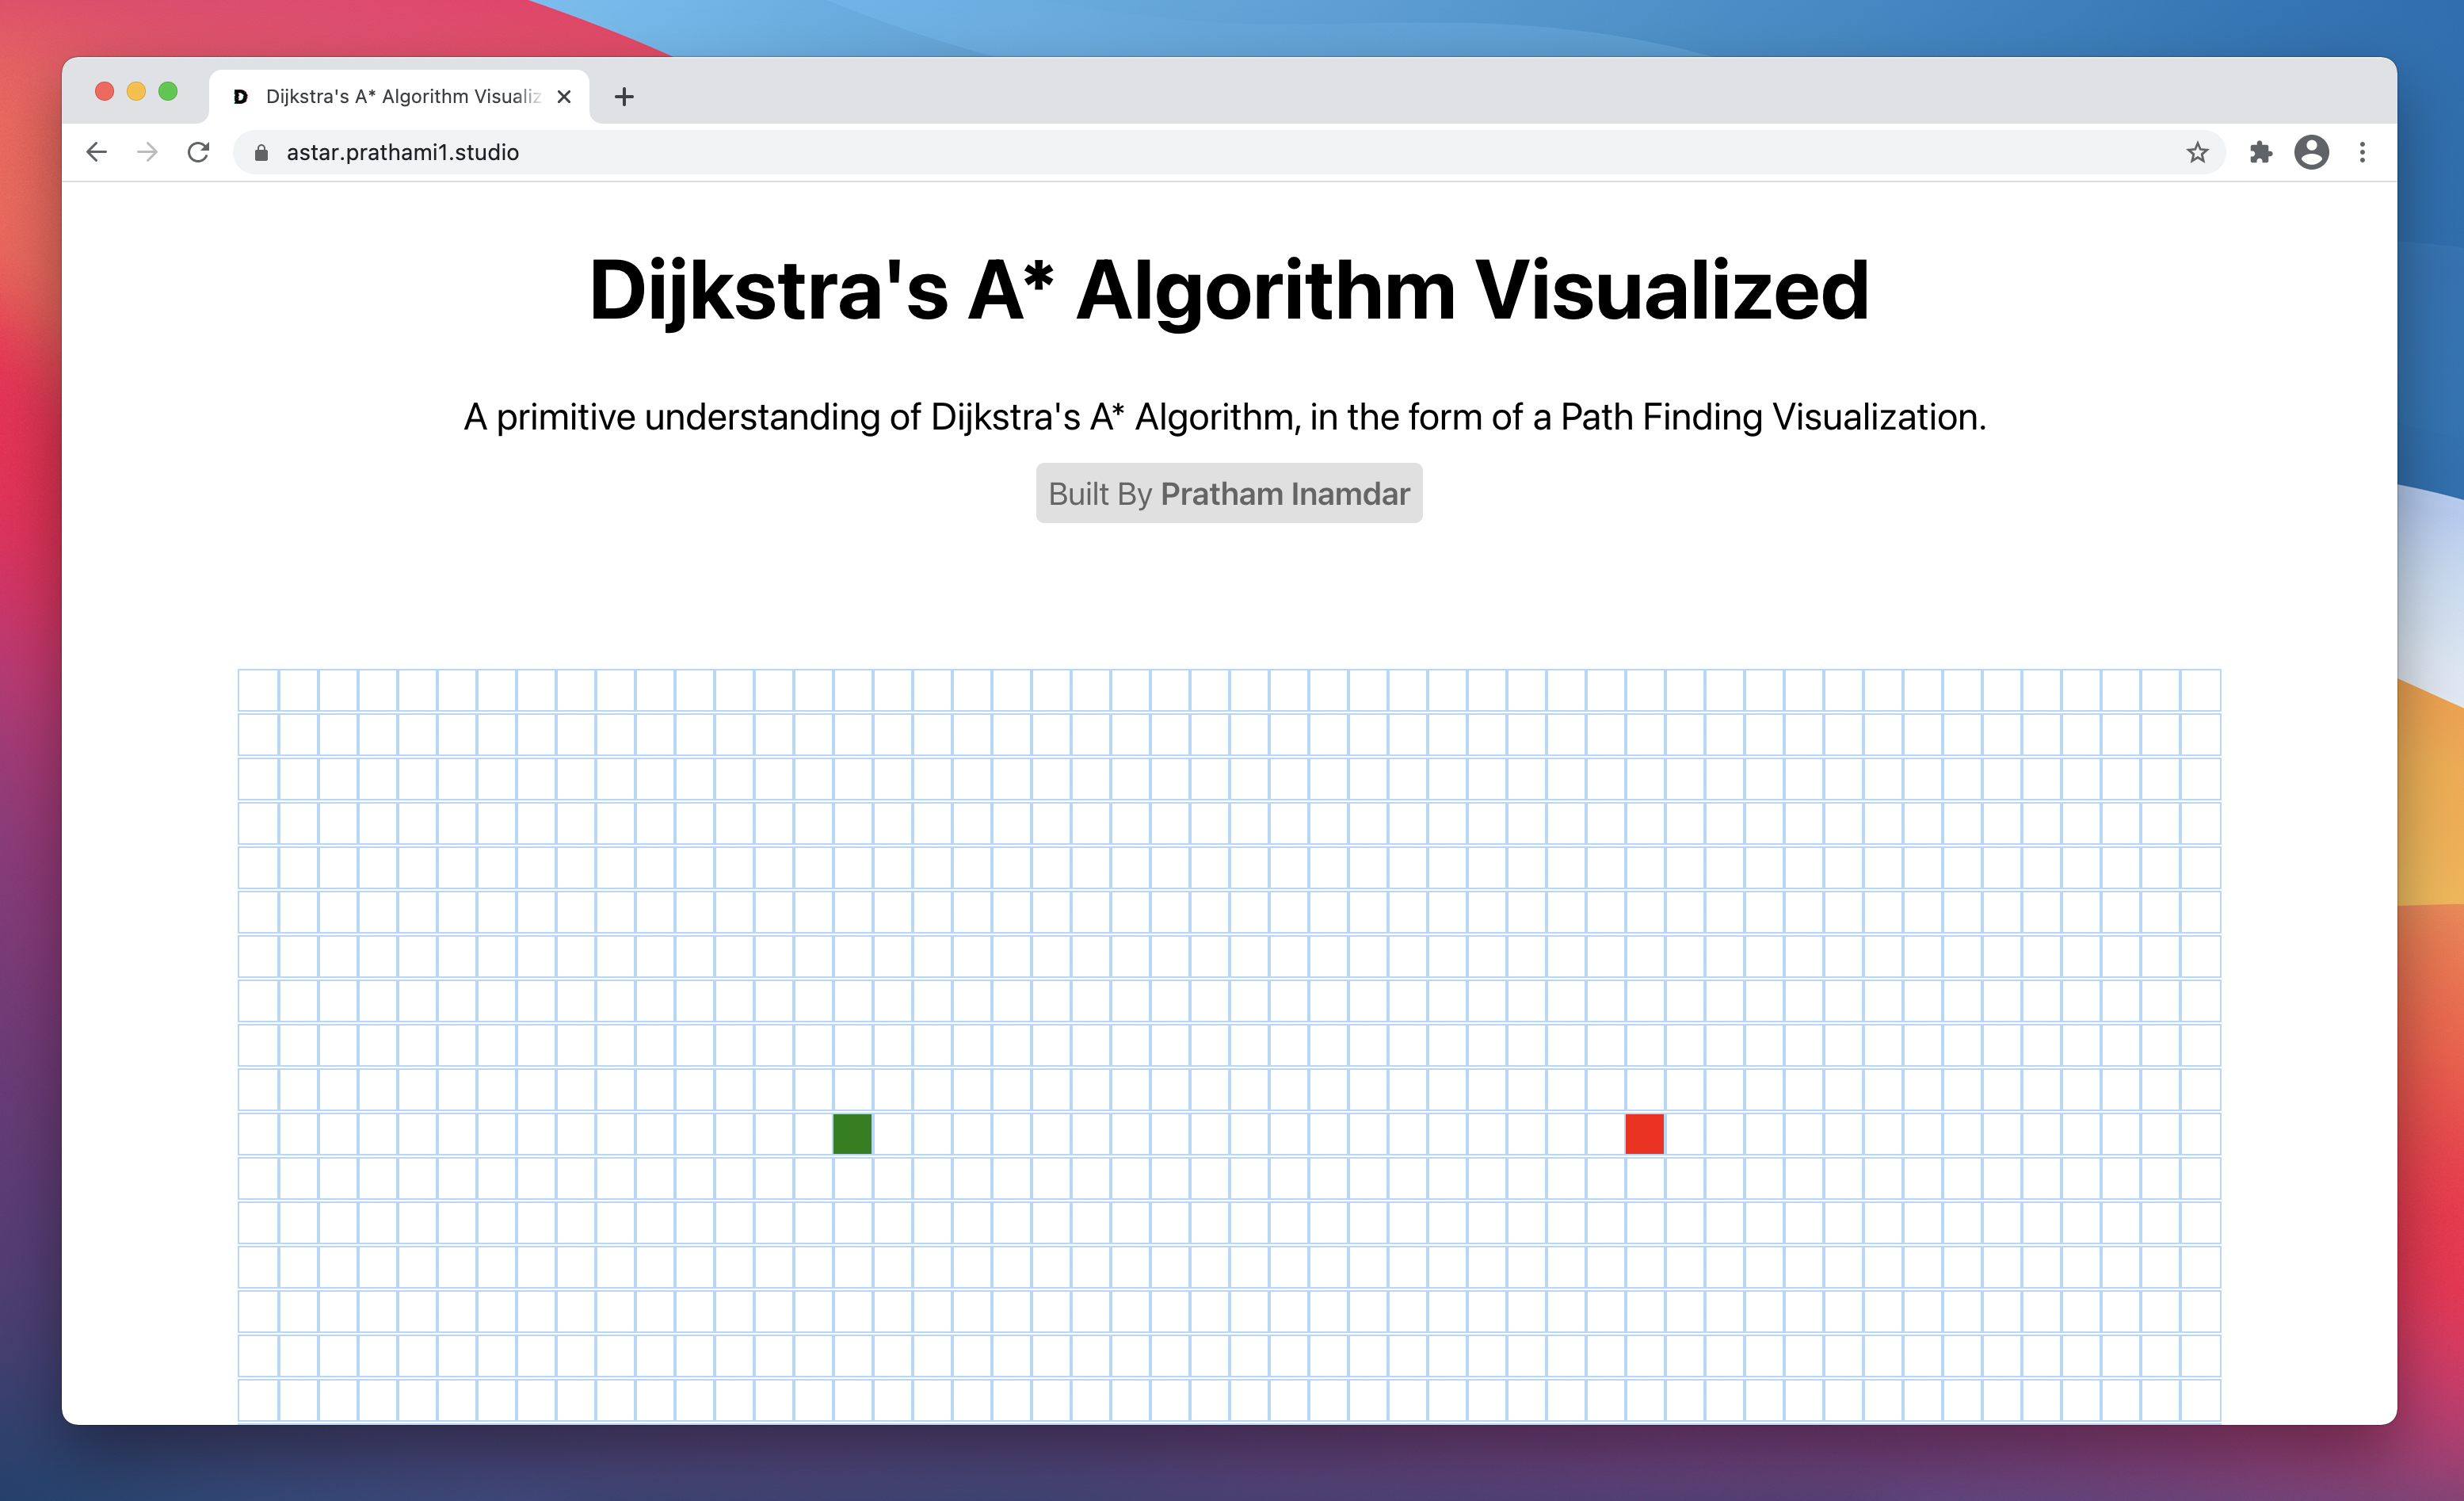 D Dijkstra's A* Algorithm Visualiz
astar.prathami1.studio
Dijkstra's A* Algorithm Visualized
A primitive understanding of Dijkstra's A* Algorithm, in the form of a Path Finding Visualization.
Built By Pratham Inamdar